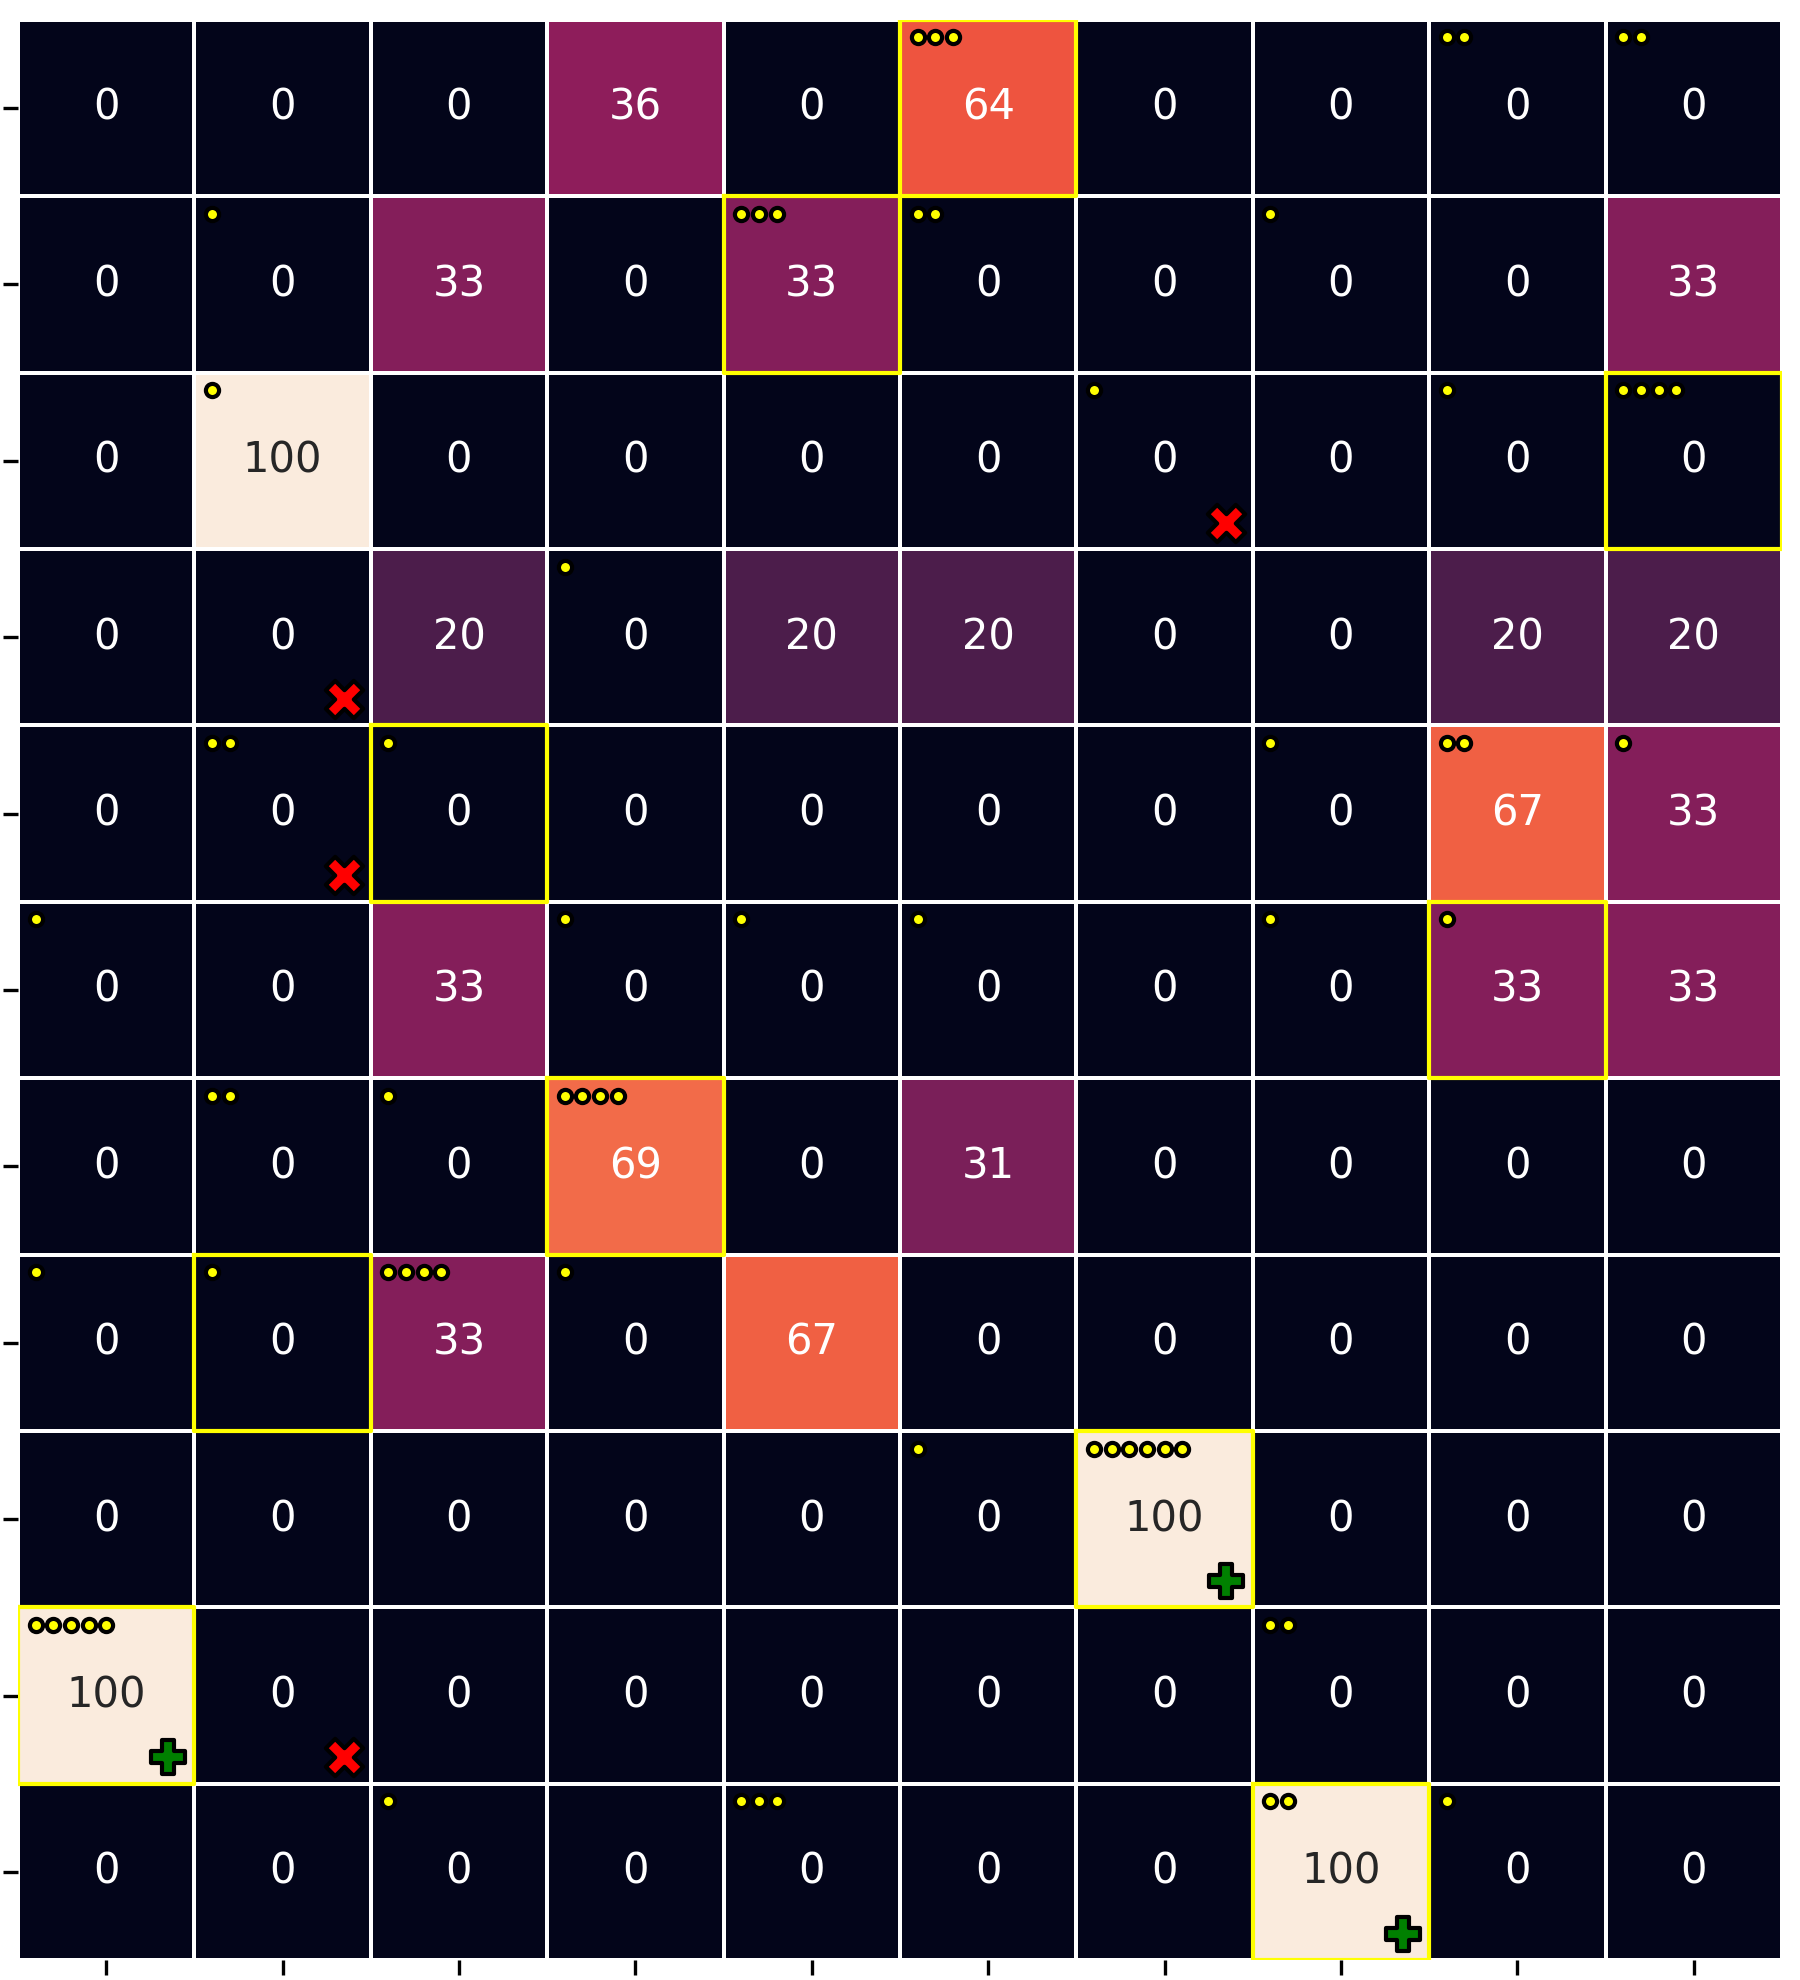 0 0 0 36 0 64 0 0 0 0
0 0 33 0 33 0 0 0 0 33
0 100 0 0 0 0 0 0 0 0
0 0 20 0 20 20 0 0 20 20
0 0 0 0 0 0 0 0 67 33
0 0 33 0 0 0 0 0 33 33
0 0 0 69 0 31 0 0 0 0
0 0 33 0 67 0 0 0 0 0
0 0 0 0 0 0 100 0 0 0
100 0 0 0 0 0 0 0 0 0
0 0 0 0 0 0 0 100 0 0